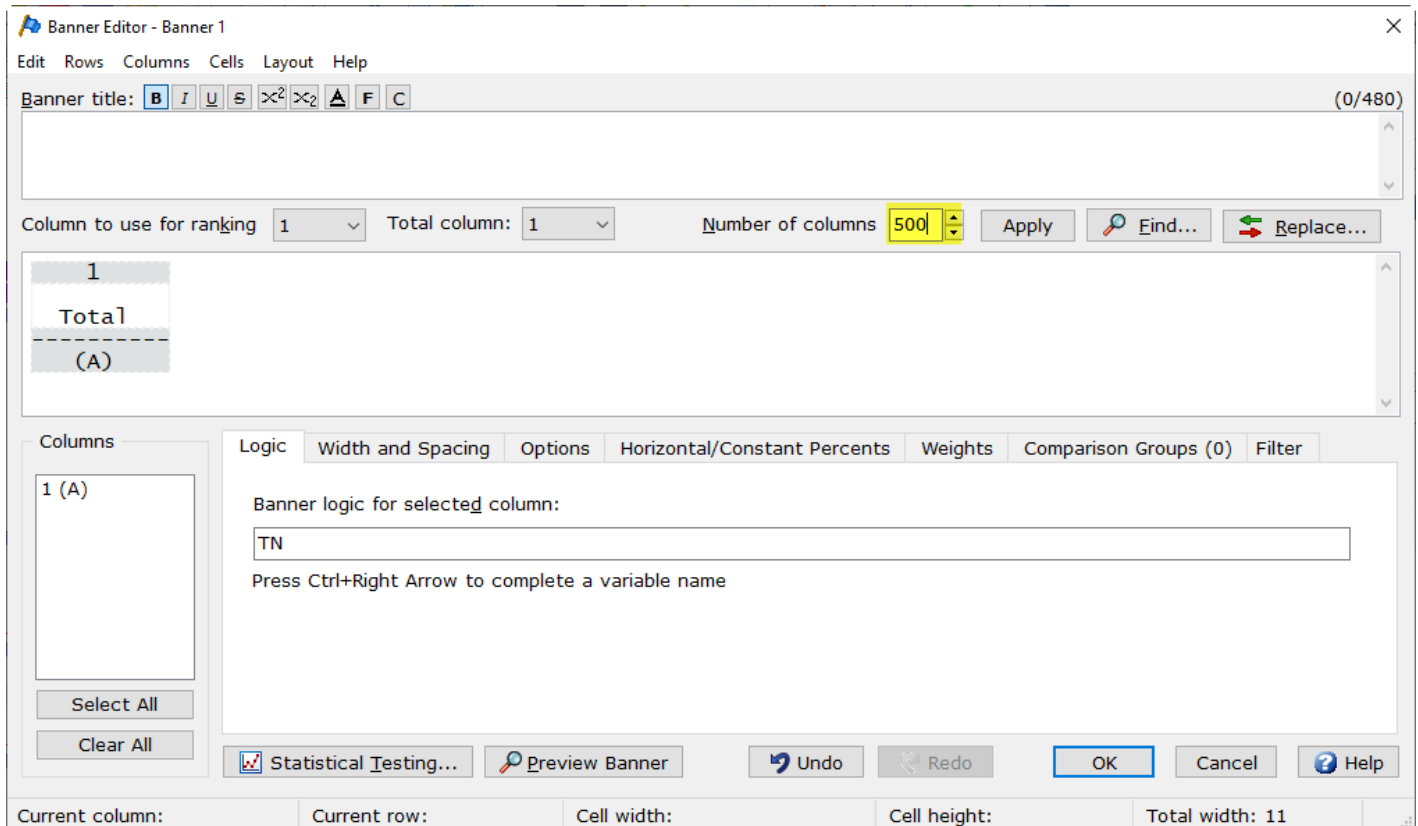 Banner Editor - Banner 1
Edit Rows Columns Cells Layout Help
Banner title: B I U S X² X₂ A F C (0/480)
Column to use for ranking 1 Total column: 1 Number of columns 500 Apply Find... Replace...
1
Total
----------
(A)
Columns
Logic Width and Spacing Options Horizontal/Constant Percents Weights Comparison Groups (0) Filter
1 (A)
Banner logic for selected column:
TN
Press Ctrl+Right Arrow to complete a variable name
Select All
Clear All
Statistical Testing... Preview Banner Undo Redo OK Cancel Help
Current column: Current row: Cell width: Cell height: Total width: 11